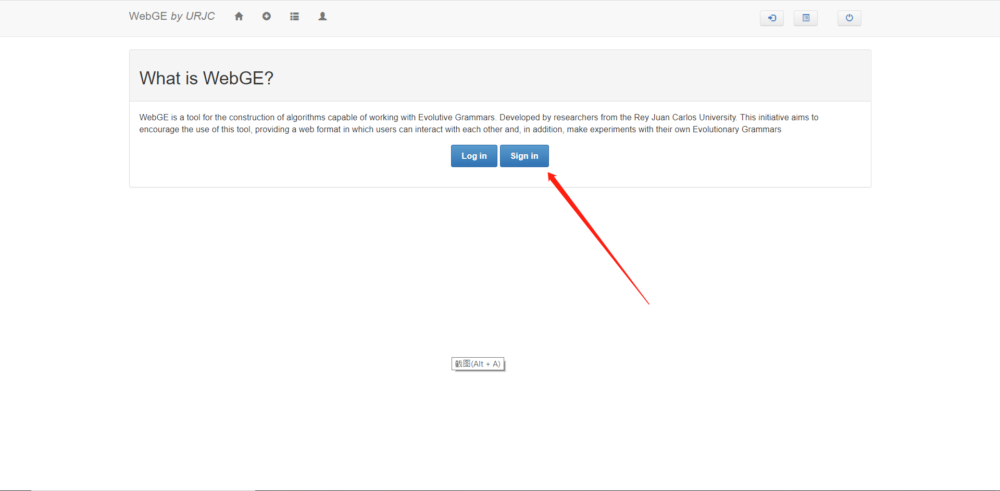 WebGE by URJC
What is WebGE?
WebGE is a tool for the construction of algorithms capable of working with Evolutive Grammars. Developed by researchers from the Rey Juan Carlos University. This initiative aims to
encourage the use of this tool, providing a web format in which users can interact with each other and, in addition, make experiments with their own Evolutionary Grammars
Log in Sign in
截图(Alt + A)